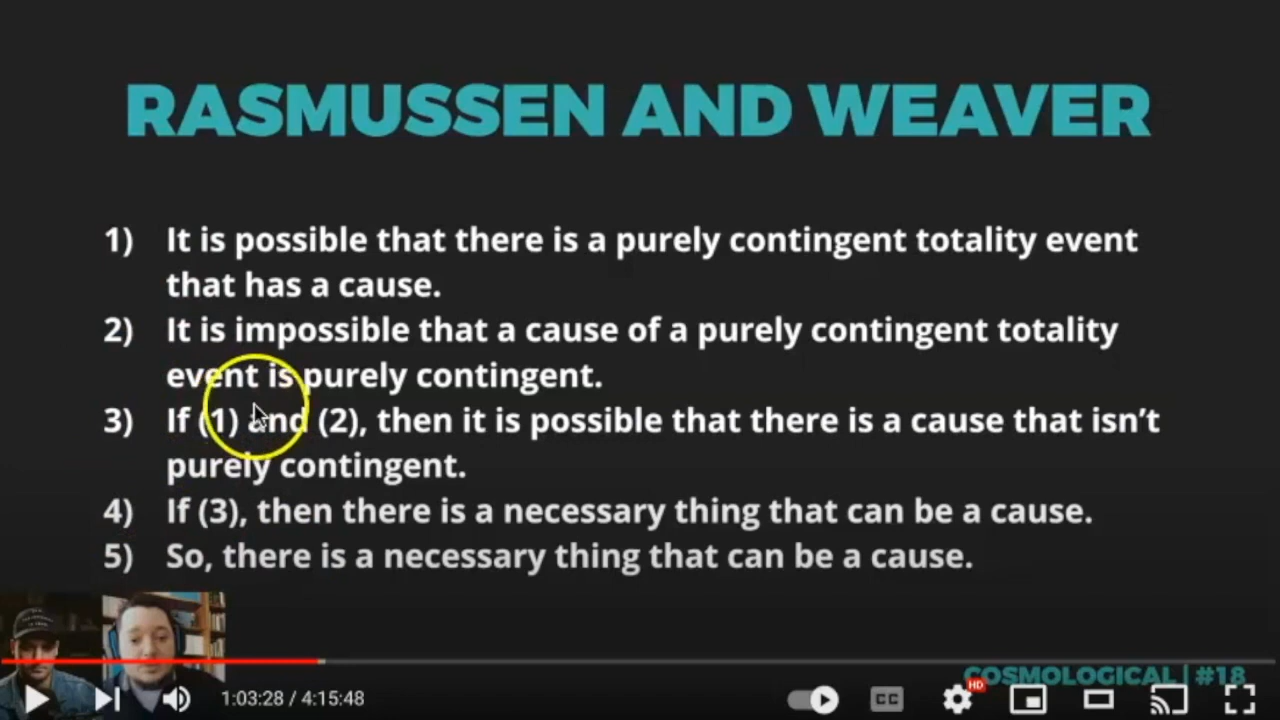 RASMUSSEN AND WEAVER
1) It is possible that there is a purely contingent totality event
that has a cause.
2) It is impossible that a cause of a purely contingent totality
event is purely contingent.
3) If (1) and (2), then it is possible that there is a cause that isn't
purely contingent.
4) If (3), then there is a necessary thing that can be a cause.
5) So, there is a necessary thing that can be a cause.
COSMOLOGICAL | #18
1:03:28 / 4:15:48
CC
HD